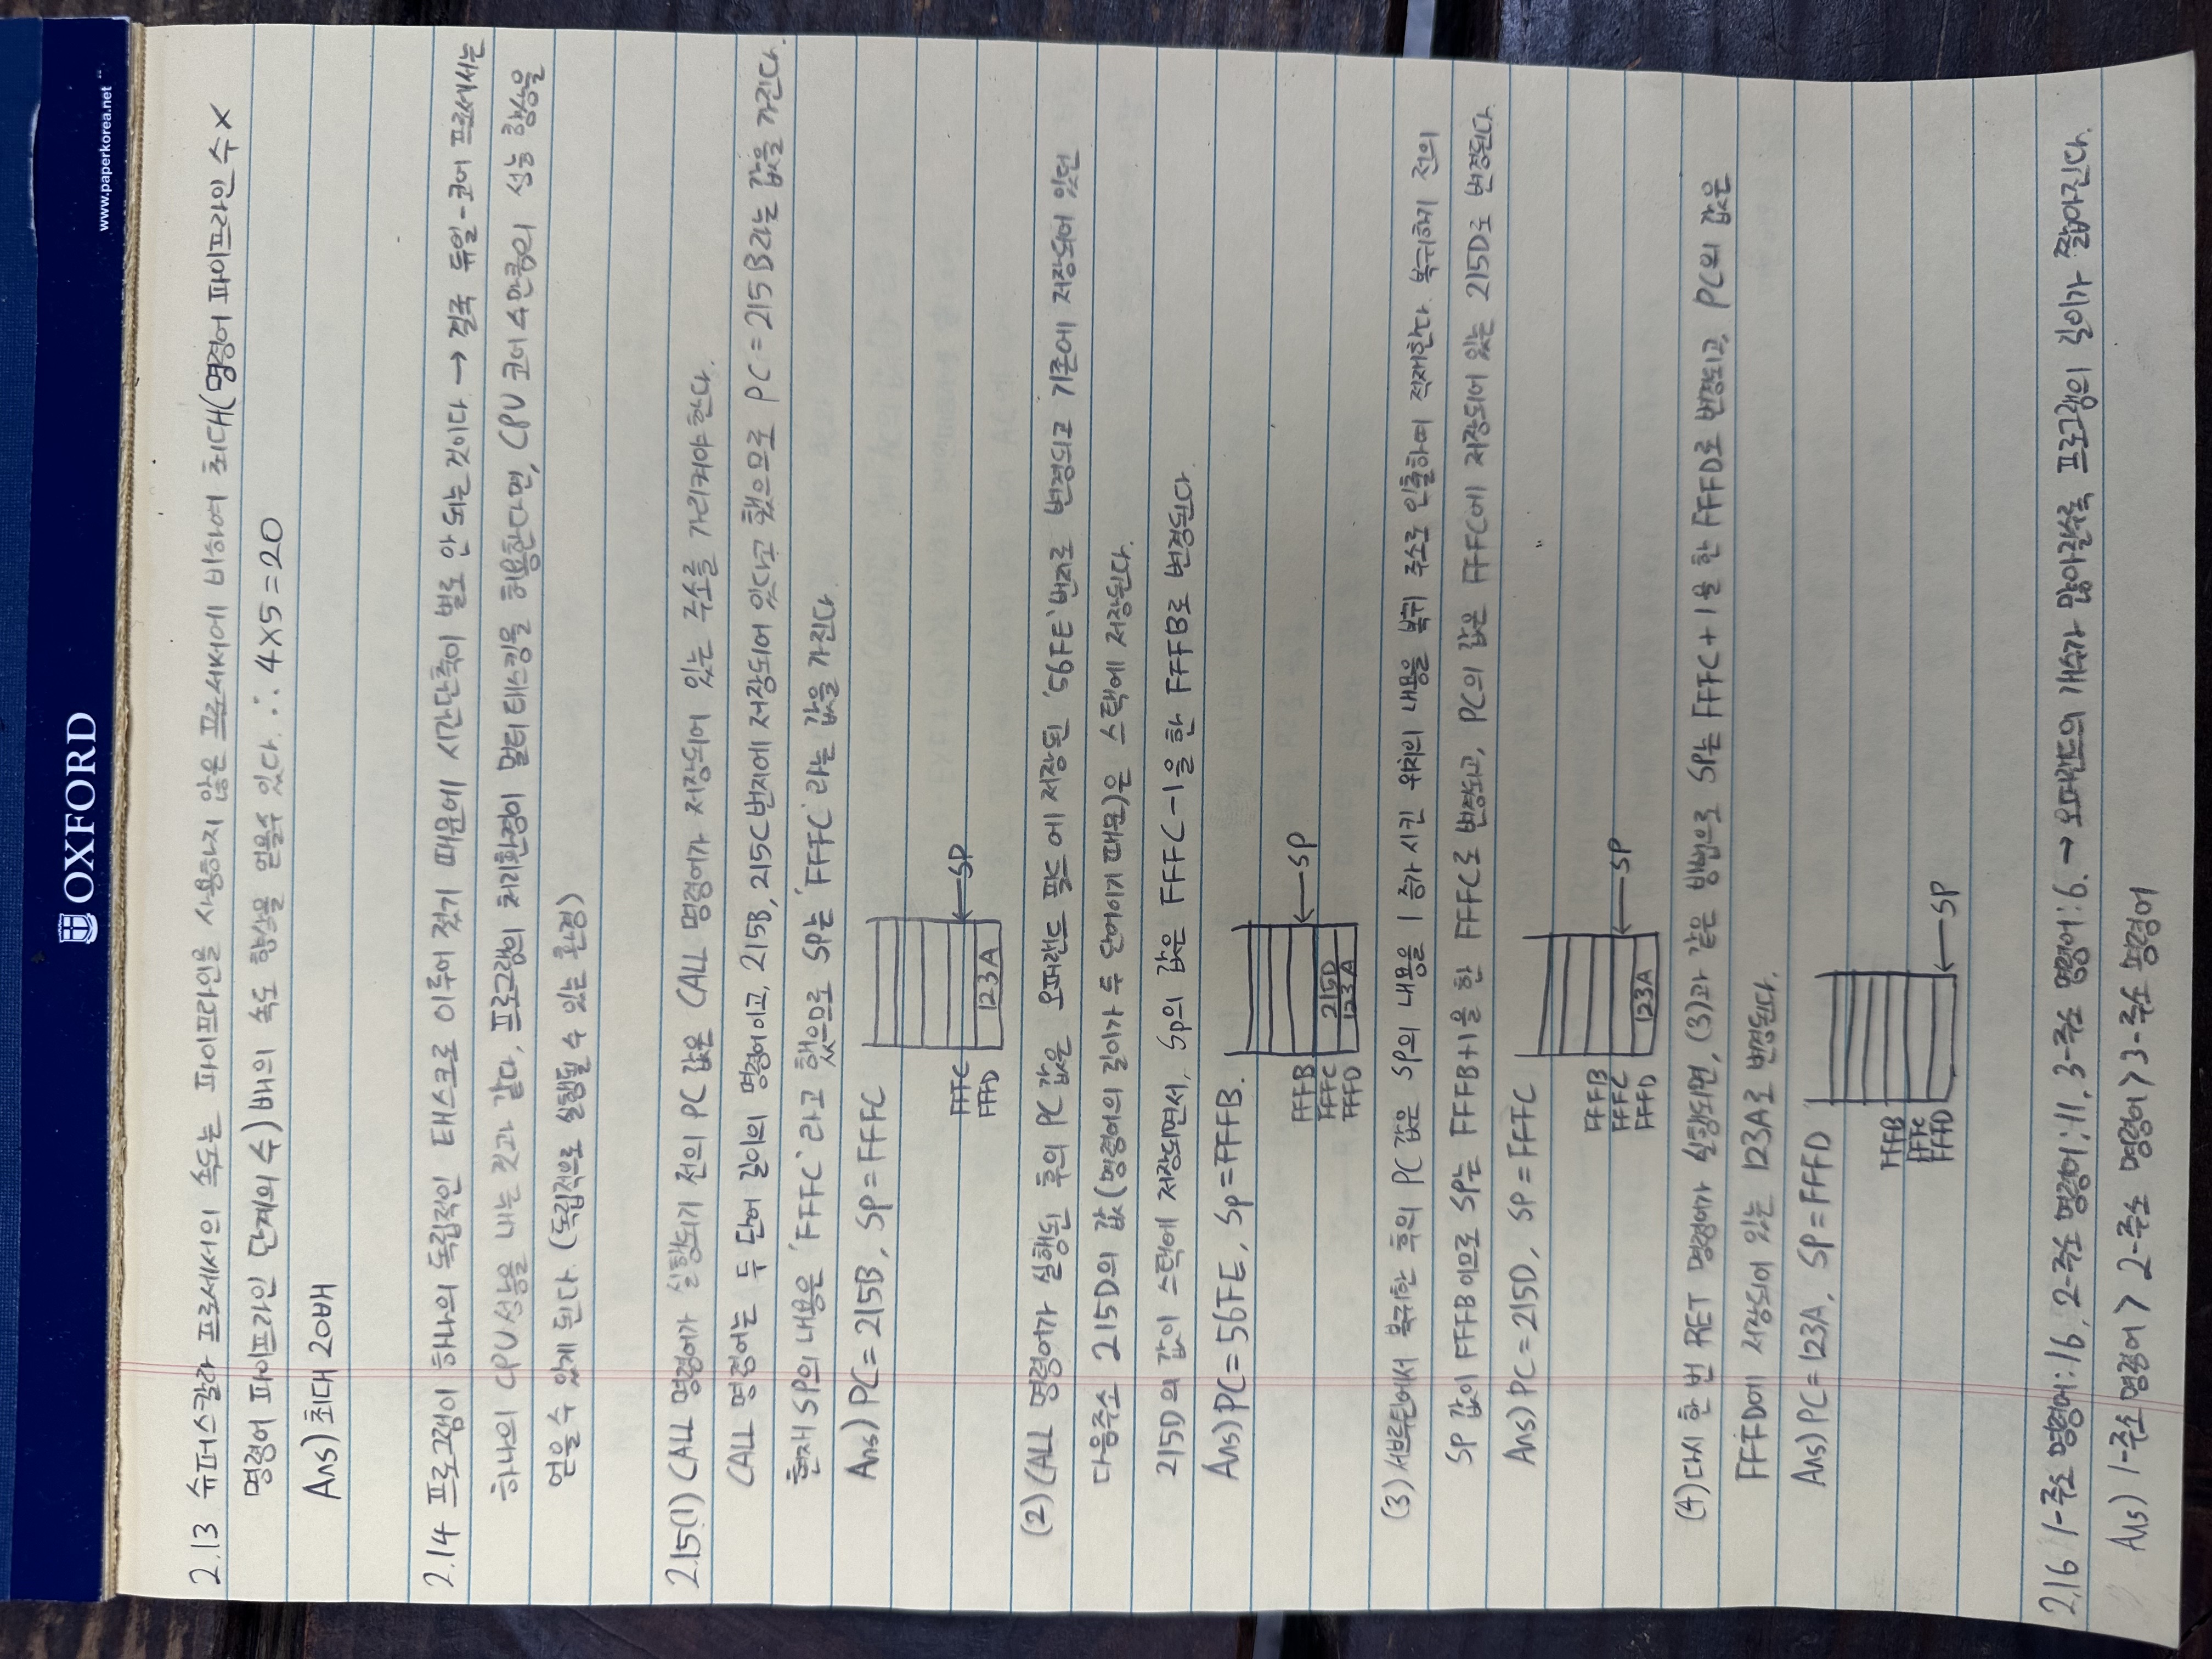 OXFORD
www.paperkorea.net
2.13 슈퍼스칼라 프로세서의 속도는 파이프라인을 사용하지 않은 프로세서에 비하여 최대(명령어 파이프라인 수×
명령어 파이프라인 단계의 수)배의 속도 향상을 얻을수 있다. ∴ 4×5=20
Ans) 최대 20배
2.14 프로그램이 하나의 독립적인 태스크로 이루어 졌기 때문에 시간단축이 별로 안 되는 것이다. → 결국 듀얼-코어 프로세서는
하나의 CPU성능을 내는 것과 같다. 프로그램의 처리환경이 멀티태스킹을 허용한다면, CPU 코어 수만큼의 성능 향상을
얻을 수 있게 된다. (독립적으로 실행될 수 있는 환경)
2.15(1) CALL 명령어가 실행되기 전의 PC 값은 CALL 명령어가 저장되어 있는 주소를 가리켜야 한다.
CALL 명령어는 두 단어 길이의 명령어이고, 215B, 215C번지에 저장되어 있다고 했으므로 PC=215B라는 값을 가진다.
현재 SP의 내용은 'FFFC'라고 했으므로 SP는 'FFFC'라는 값을 가진다.
Ans) PC=215B, SP=FFFC
FFFC ←SP
FFFD 123A
(2) CALL 명령어가 실행된 후의 PC 값은 오퍼랜드 필드에 저장된 '56FE'번지로 변경되고 기존에 저장되어 있던
다음주소 215D의 값(명령어의 길이가 두 단어이기 때문)은 스택에 저장된다.
215D의 값이 스택에 저장되면서, SP의 값은 FFFC-1을 한 FFFB로 변경된다.
Ans) PC=56FE, SP=FFFB.
FFFB ←SP
FFFC 215D
FFFD 123A
(3) 서브루틴에서 복귀한 후의 PC 값은 SP의 내용을 1 증가 시킨 위치의 내용을 복귀 주소로 인출하여 적재한다. 복귀하기 전의
SP 값이 FFFB이므로 SP는 FFFB+1을 한 FFFC로 변경되고, PC의 값은 FFFC에 저장되어 있는 215D로 변경된다.
Ans) PC=215D, SP=FFFC
FFFB
FFFC ←SP
FFFD 123A
(4) 다시 한 번 RET 명령어가 실행되면, (3)과 같은 방법으로 SP는 FFFC+1을 한 FFFD로 변경되고, PC의 값은
FFFD에 저장되어 있는 123A로 변경된다.
Ans) PC=123A, SP=FFFD
FFFB
FFFC
FFFD ←SP
2.16 1-주소 명령어:16, 2-주소 명령어:11, 3-주소 명령어:6. → 오퍼랜드의 개수가 많아질수록 프로그램의 길이가 짧아진다.
Ans) 1-주소 명령어 > 2-주소 명령어 > 3-주소 명령어